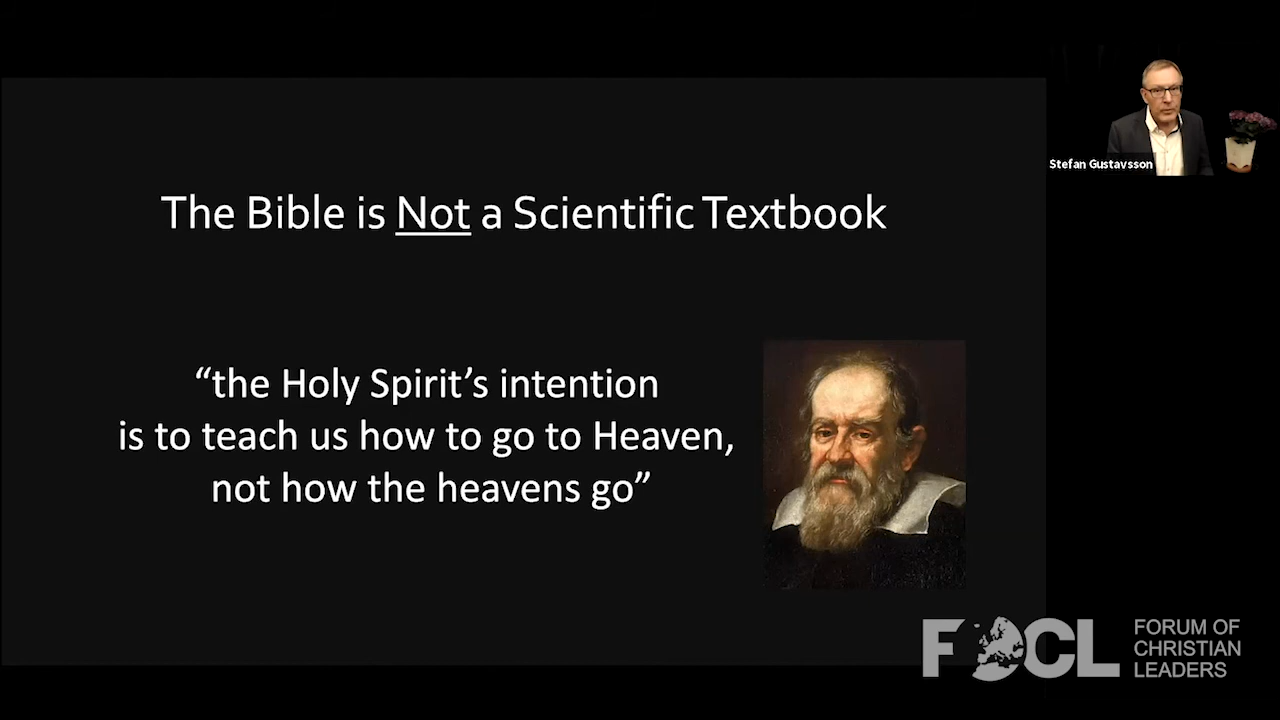 The Bible is Not a Scientific Textbook
“the Holy Spirit’s intention
is to teach us how to go to Heaven,
not how the heavens go”
Stefan Gustavsson
FOCL
FORUM OF
CHRISTIAN
LEADERS